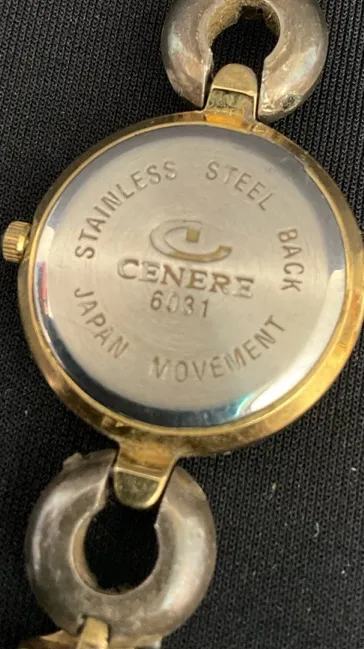 STAINLESS STEEL BACK
CENERE
6031
JAPAN MOVEMENT